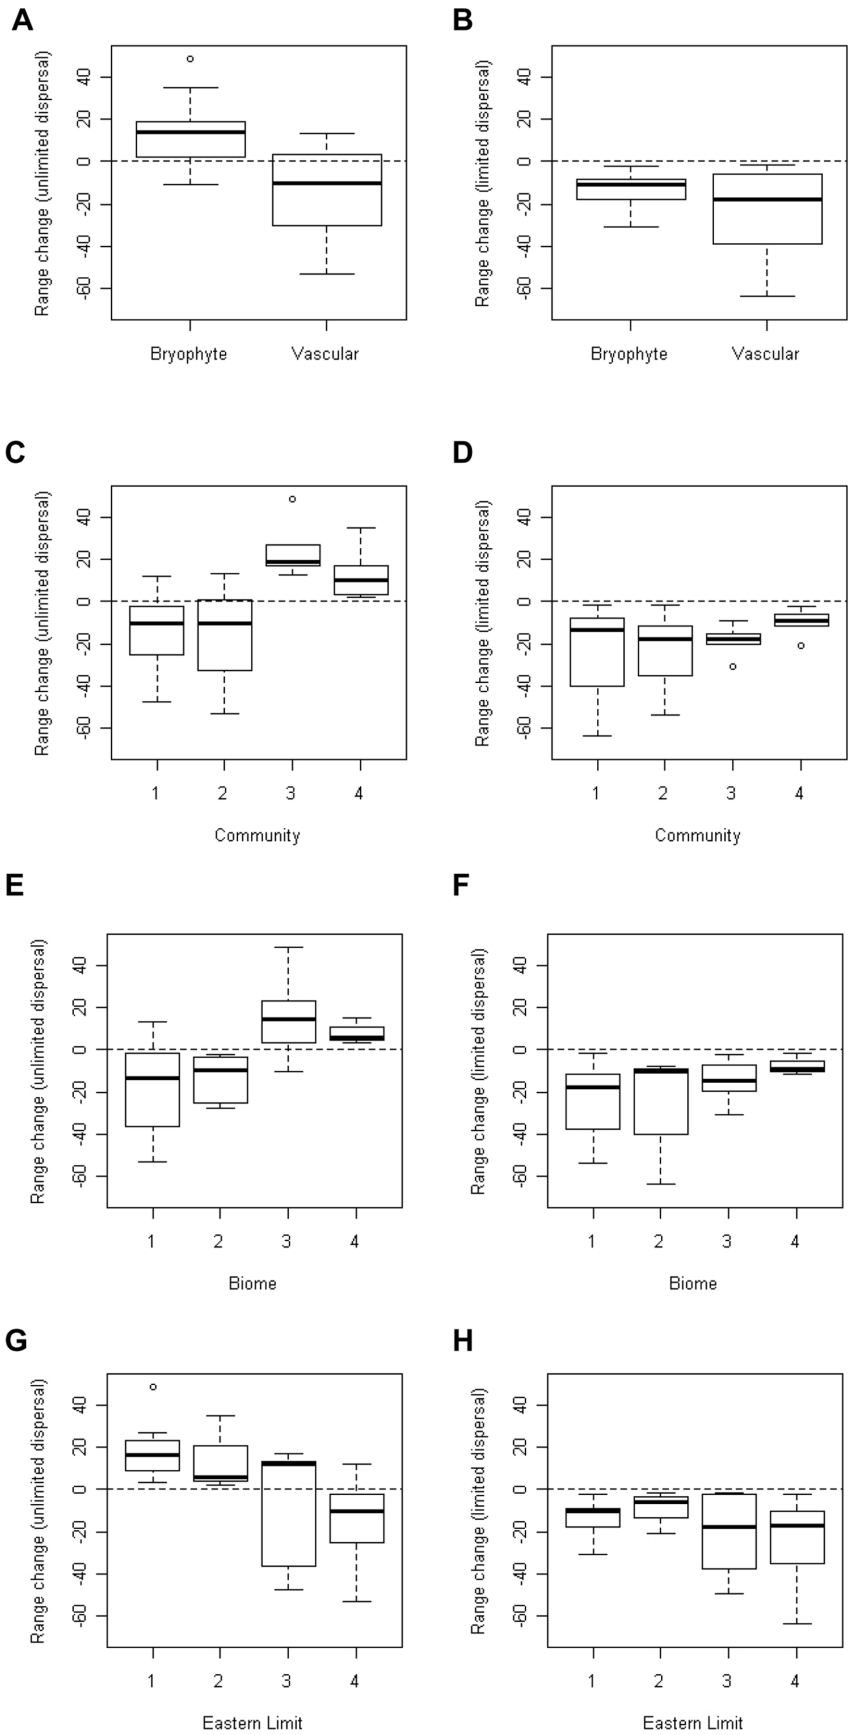 A
B
Range change (unlimited dispersal)
40
20
0
-20
-40
-60
Bryophyte
Vascular
Range change (limited dispersal)
40
20
0
-20
-40
-60
Bryophyte
Vascular
C
D
Range change (unlimited dispersal)
40
20
0
-20
-40
-60
1 2 3 4
Community
Range change (limited dispersal)
40
20
0
-20
-40
-60
1 2 3 4
Community
E
F
Range change (unlimited dispersal)
40
20
0
-20
-40
-60
1 2 3 4
Biome
Range change (limited dispersal)
40
20
0
-20
-40
-60
1 2 3 4
Biome
G
H
Range change (unlimited dispersal)
40
20
0
-20
-40
-60
1 2 3 4
Eastern Limit
Range change (limited dispersal)
40
20
0
-20
-40
-60
1 2 3 4
Eastern Limit